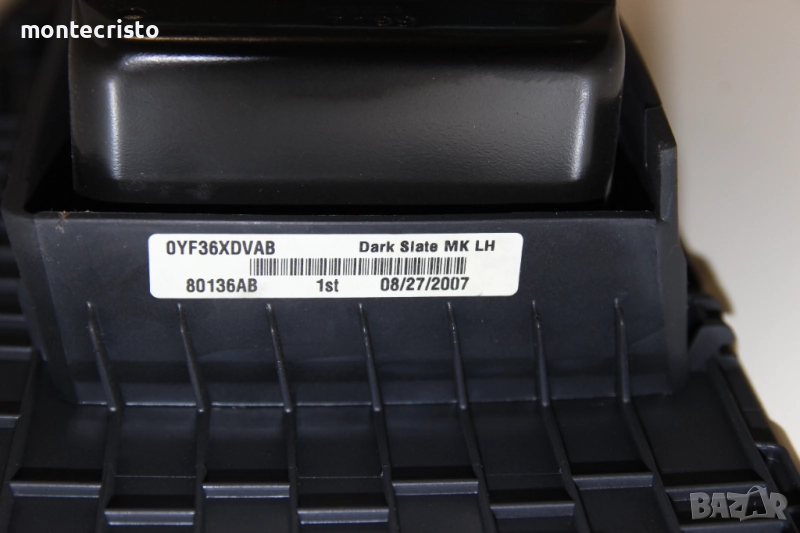 montecristo
0YF36XDVAB Dark Slate MK LH
80136AB 1st 08/27/2007
BAZAR